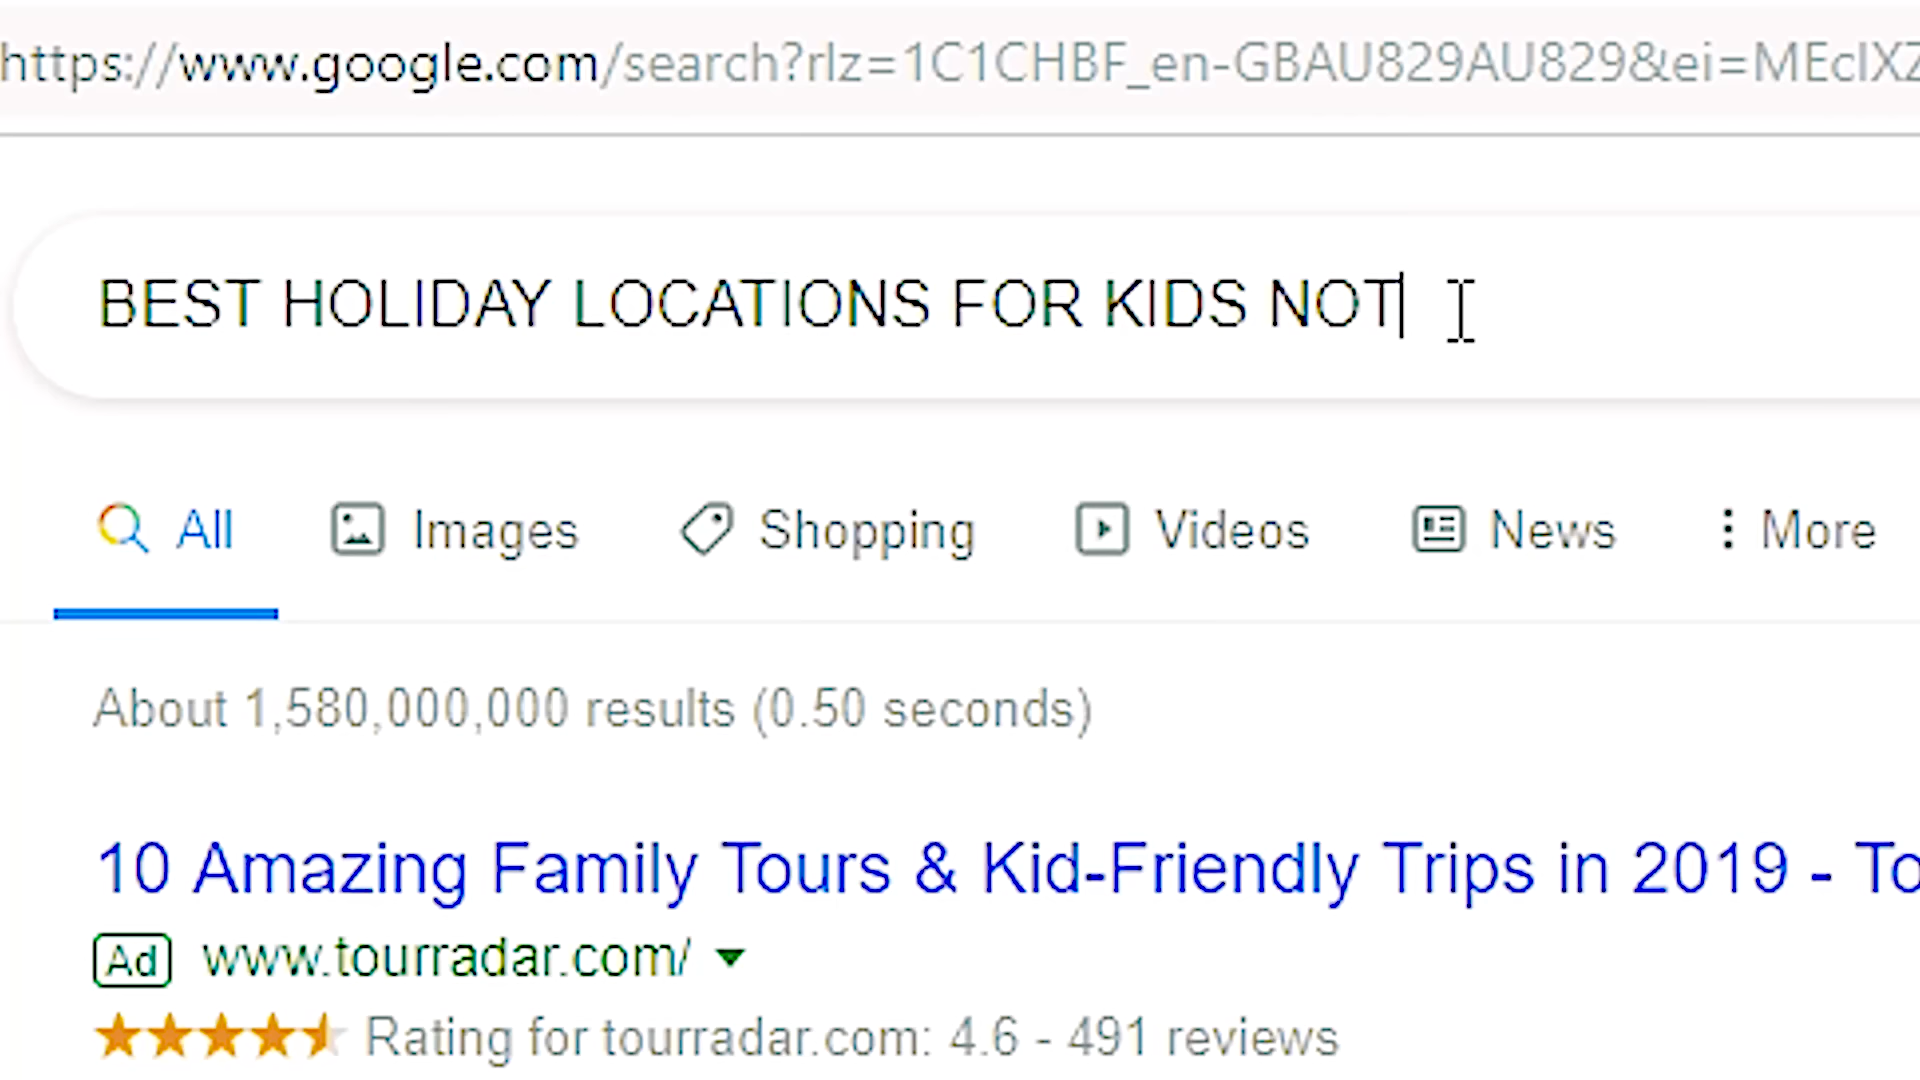 https://www.google.com/search?rlz=1C1CHBF_en-GBAU829AU829&ei=MEcIXZ
BEST HOLIDAY LOCATIONS FOR KIDS NOT
All Images Shopping Videos News More
About 1,580,000,000 results (0.50 seconds)
10 Amazing Family Tours & Kid-Friendly Trips in 2019 - To
Ad www.tourradar.com/
Rating for tourradar.com: 4.6 - 491 reviews